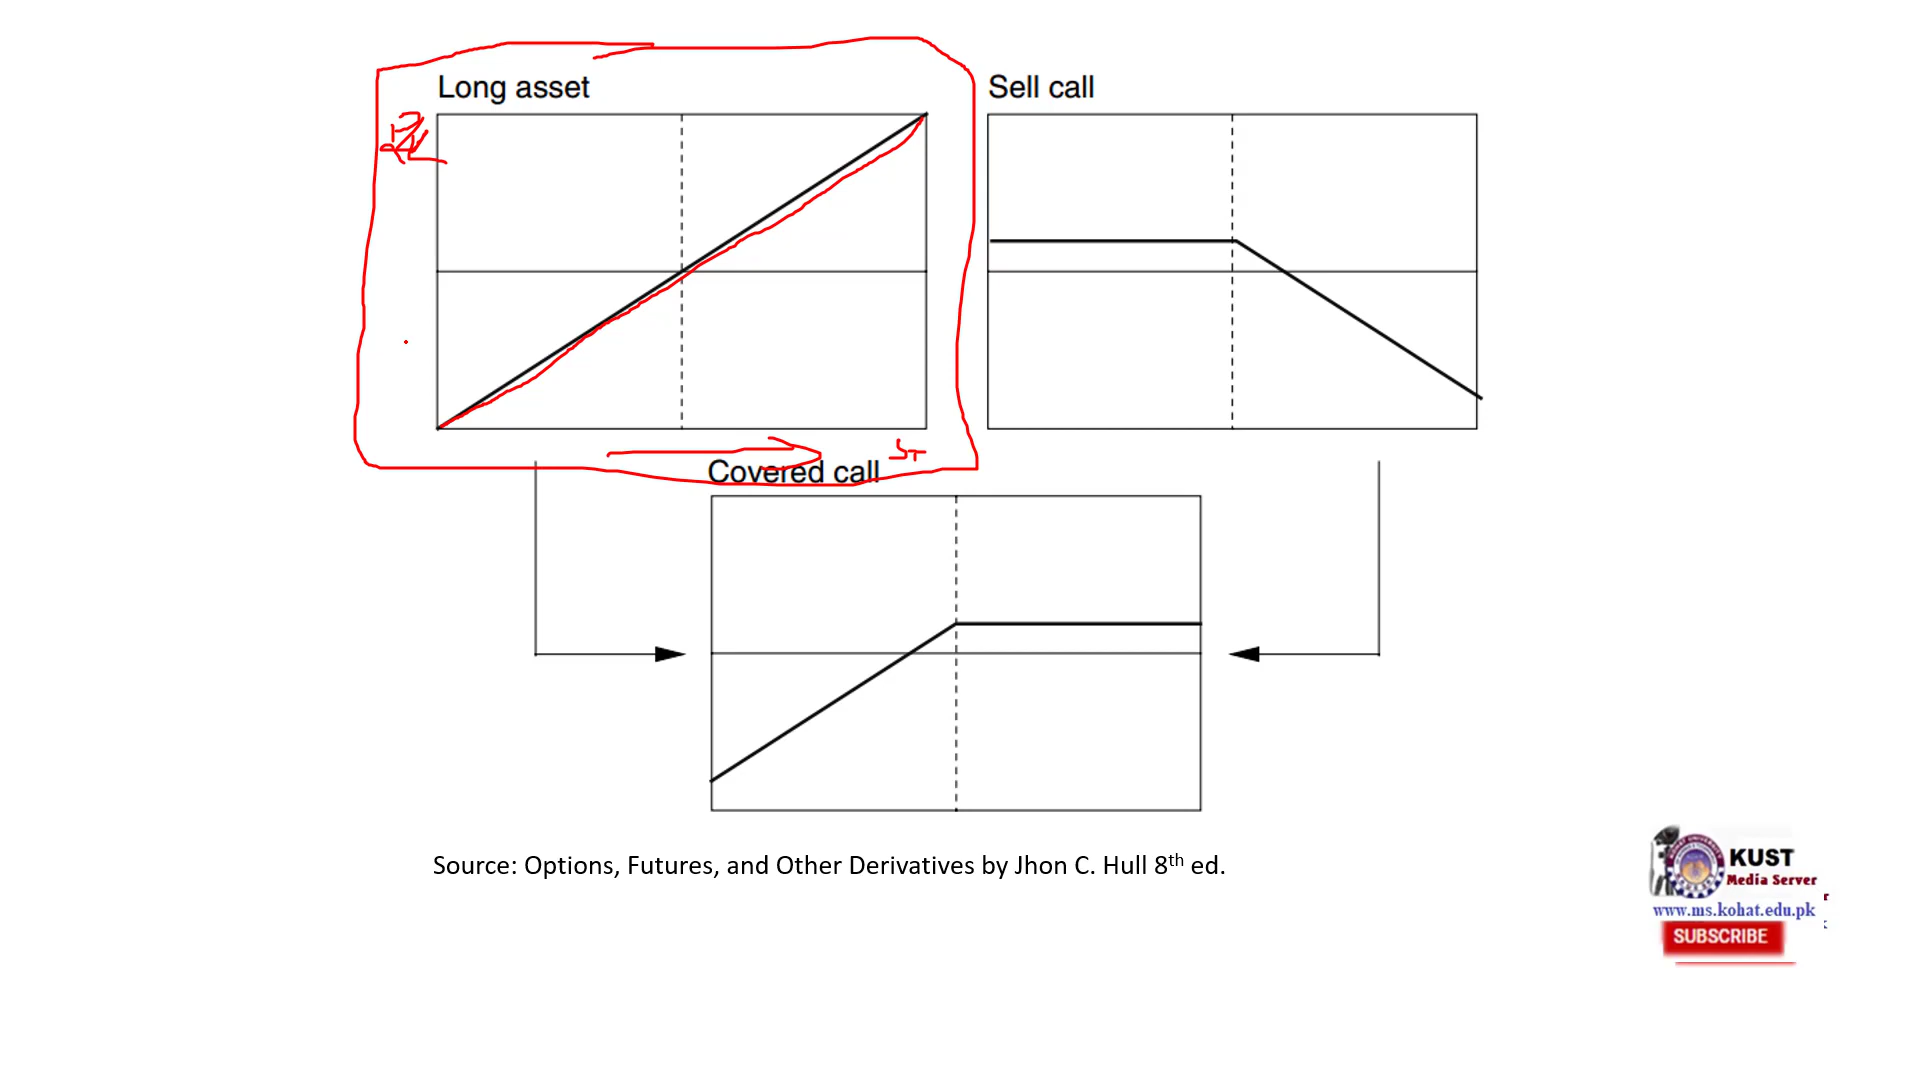 Long asset
Sell call
S_T
Covered call
Source: Options, Futures, and Other Derivatives by Jhon C. Hull 8th ed.
KUST
Media Server
www.ms.kohat.edu.pk
SUBSCRIBE